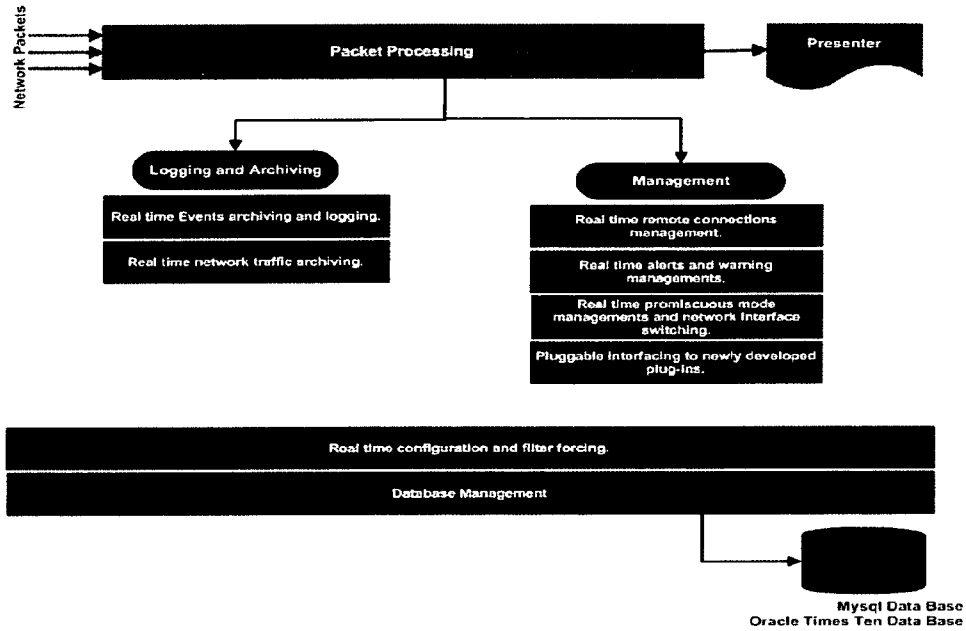 Network Packets
Packet Processing
Presenter
Logging and Archiving
Management
Real time Events archiving and logging.
Real time network traffic archiving.
Real time remote connections
management.
Real time alerts and warning
managements.
Real time promiscuous mode
managements and network interface
switching.
Pluggable interfacing to newly developed
plug-ins.
Real time configuration and filter forcing.
Database Management
Mysql Data Base
Oracle Times Ten Data Base